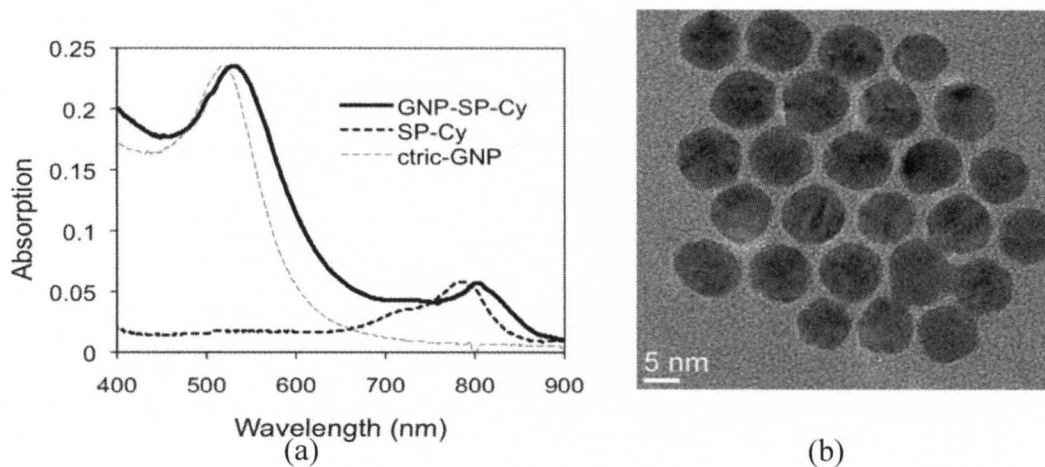 0.25
0.2
0.15
0.1
0.05
0
Absorption
GNP-SP-Cy
SP-Cy
ctric-GNP
400 500 600 700 800 900
Wavelength (nm)
(a)
5 nm
(b)